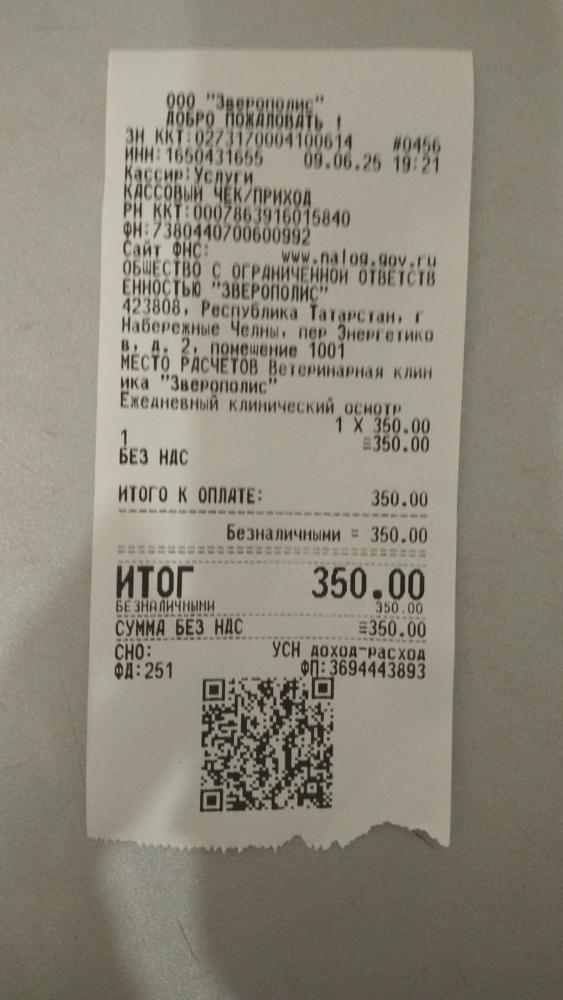 ООО "Зверополис"
ДОБРО ПОЖАЛОВАТЬ !
ЗН ККТ:0273170004100614 #0456
ИНН:1650431655 09.06.25 19:21
Кассир:Услуги
КАССОВЫЙ ЧЕК/ПРИХОД
РН ККТ:0007863916015840
ФН:7380440700600992
Сайт ФНС: www.nalog.gov.ru
ОБЩЕСТВО С ОГРАНИЧЕННОЙ ОТВЕТСТВ
ЕННОСТЬЮ "ЗВЕРОПОЛИС"
423808, Республика Татарстан, г
Набережные Челны, пер Энергетико
в, д. 2, помещение 1001
МЕСТО РАСЧЕТОВ Ветеринарная клин
ика "Зверополис"
Ежедневный клинический осмотр
1 X 350.00
1 ≡350.00
БЕЗ НДС
ИТОГО К ОПЛАТЕ: 350.00
Безналичными = 350.00
ИТОГ 350.00
БЕЗНАЛИЧНЫМИ 350.00
СУММА БЕЗ НДС ≡350.00
СНО: УСН доход-расход
ФД:251 ФП:3694443893